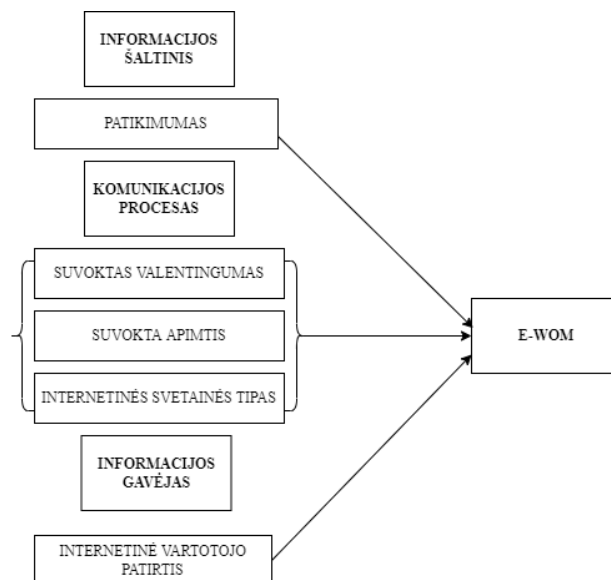 INFORMACIJOS
ŠALTINIS
PATIKIMUMAS
KOMUNIKACIJOS
PROCESAS
SUVOKTAS VALENTINGUMAS
SUVOKTA APIMTIS
INTERNETINĖS SVETAINĖS TIPAS
INFORMACIJOS
GAVĖJAS
INTERNETINĖ VARTOTOJO
PATIRTIS
E-WOM